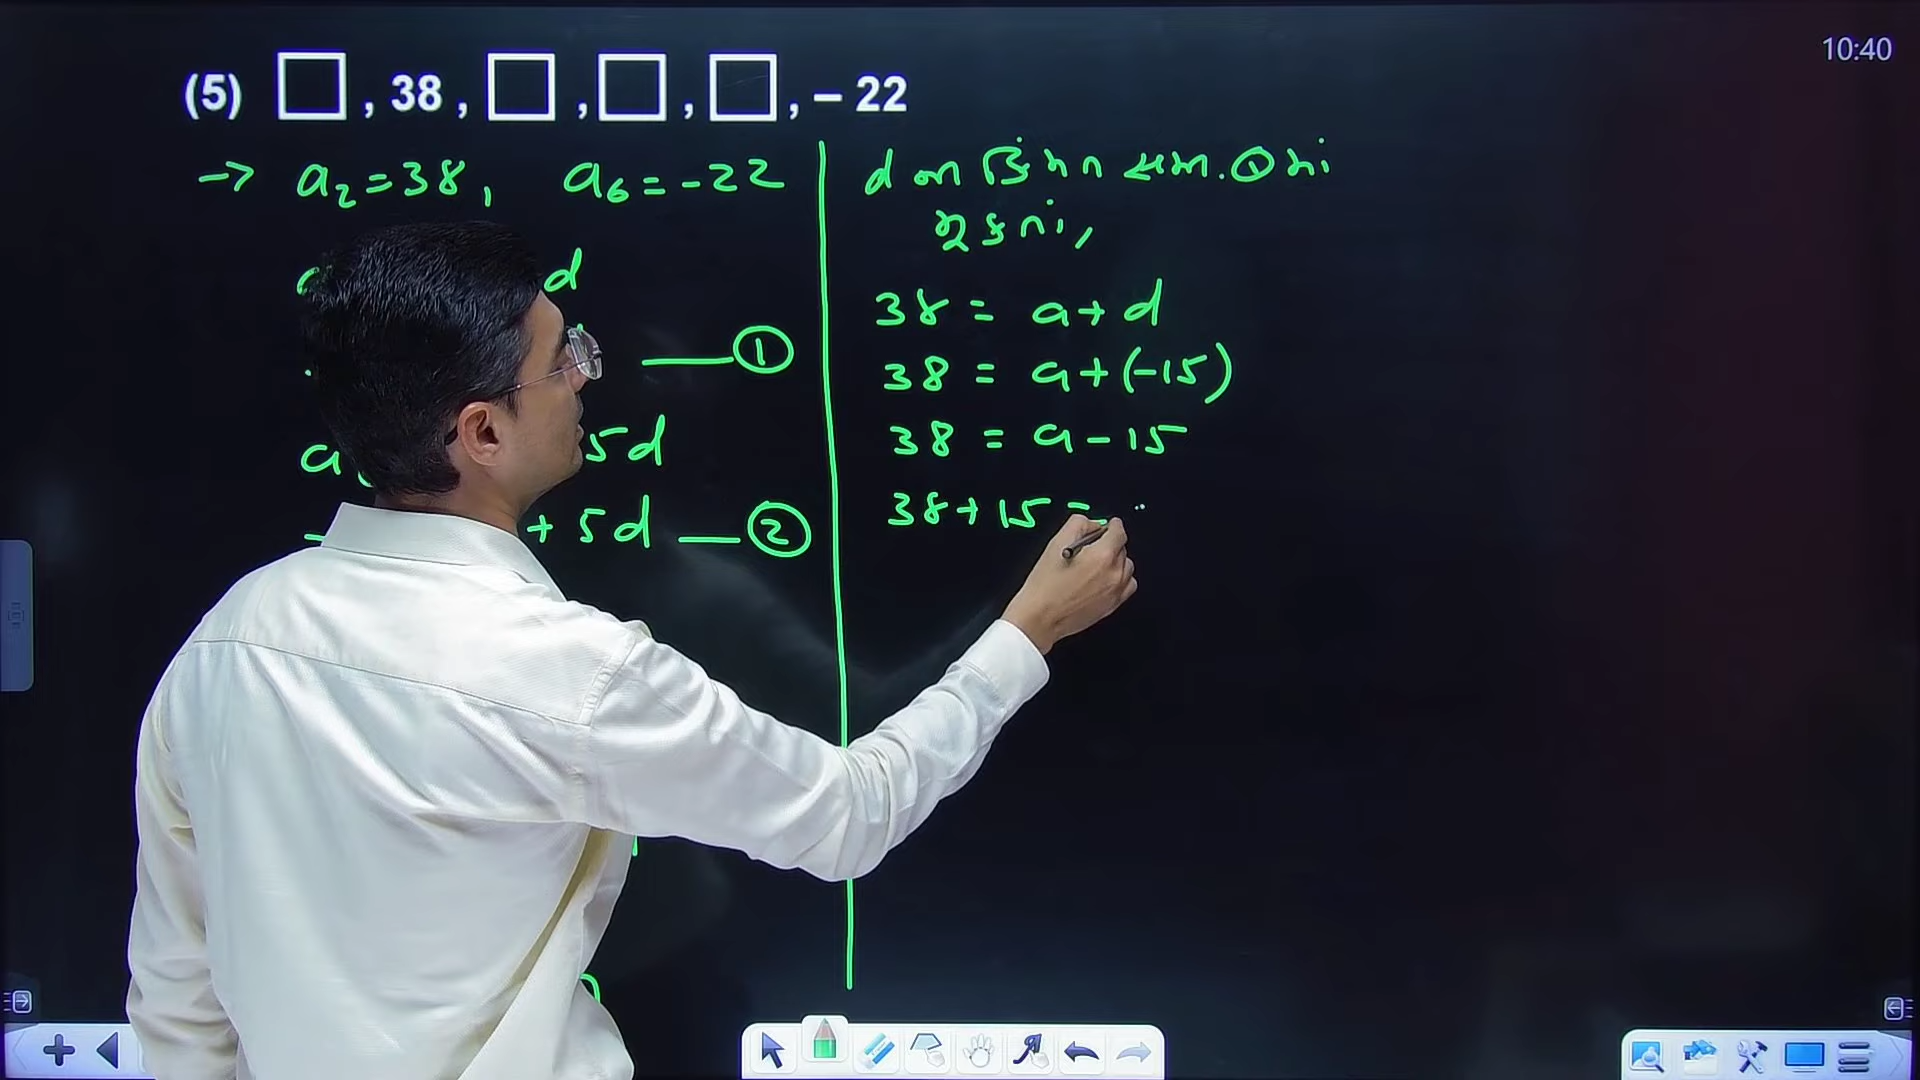 10:40
(5) □ , 38 , □ , □ , □ , – 22
→ a₂ = 38, a₆ = -22
d
①
5d
+ 5d ②
d ની કિંમત સમી. ① માં
મુકતાં,
38 = a + d
38 = a + (-15)
38 = a - 15
38 + 15 =